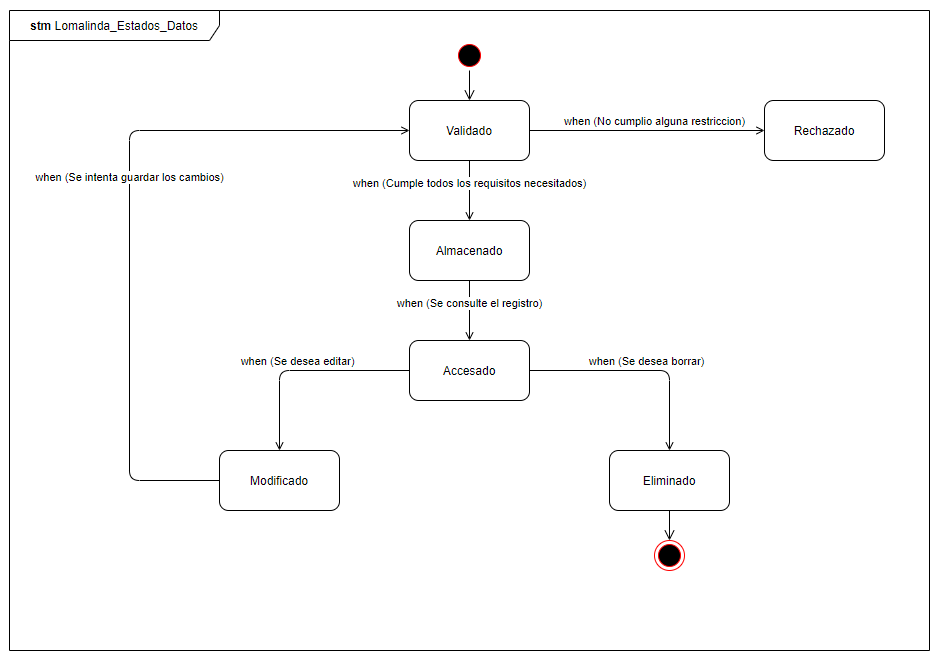 stm Lomalinda_Estados_Datos
Validado
when (No cumplio alguna restriccion)
Rechazado
when (Se intenta guardar los cambios)
when (Cumple todos los requisitos necesitados)
Almacenado
when (Se consulte el registro)
when (Se desea editar)
Accesado
when (Se desea borrar)
Modificado
Eliminado